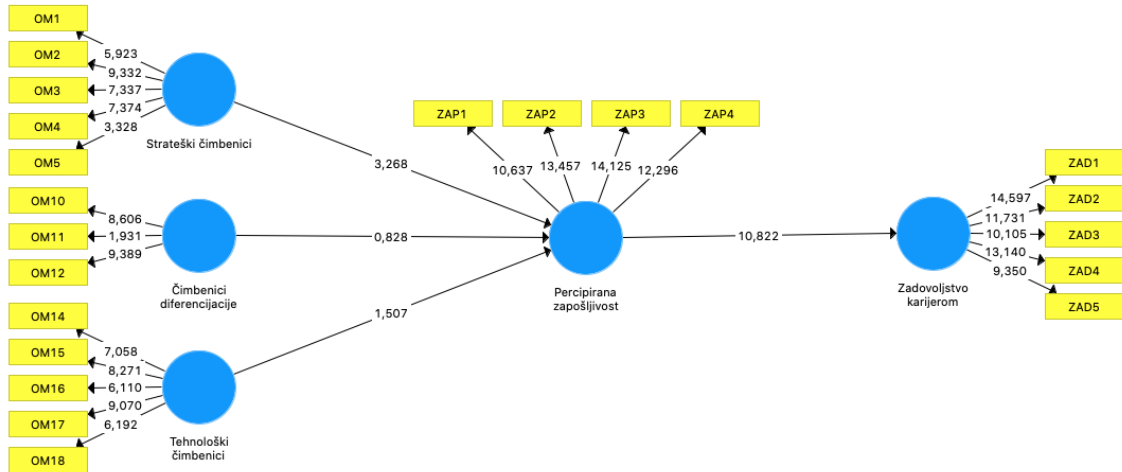 OM1
OM2
OM3
OM4
OM5
5,923
9,332
7,337
7,374
3,328
Strateški čimbenici
OM10
OM11
OM12
8,606
1,931
9,389
Čimbenici
diferencijacije
OM14
OM15
OM16
OM17
OM18
7,058
8,271
6,110
9,070
6,192
Tehnološki
čimbenici
3,268
0,828
1,507
ZAP1
ZAP2
ZAP3
ZAP4
10,637
13,457
14,125
12,296
Percipirana
zapošljivost
10,822
Zadovoljstvo
karijerom
14,597
11,731
10,105
13,140
9,350
ZAD1
ZAD2
ZAD3
ZAD4
ZAD5